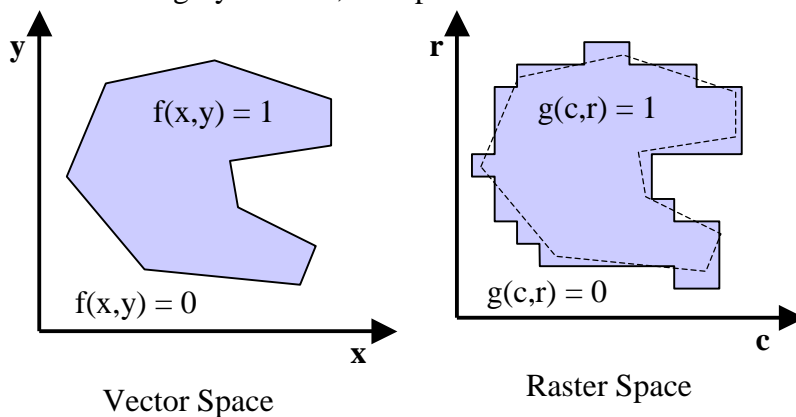 y
f(x,y) = 1
f(x,y) = 0
x
Vector Space
r
g(c,r) = 1
g(c,r) = 0
c
Raster Space